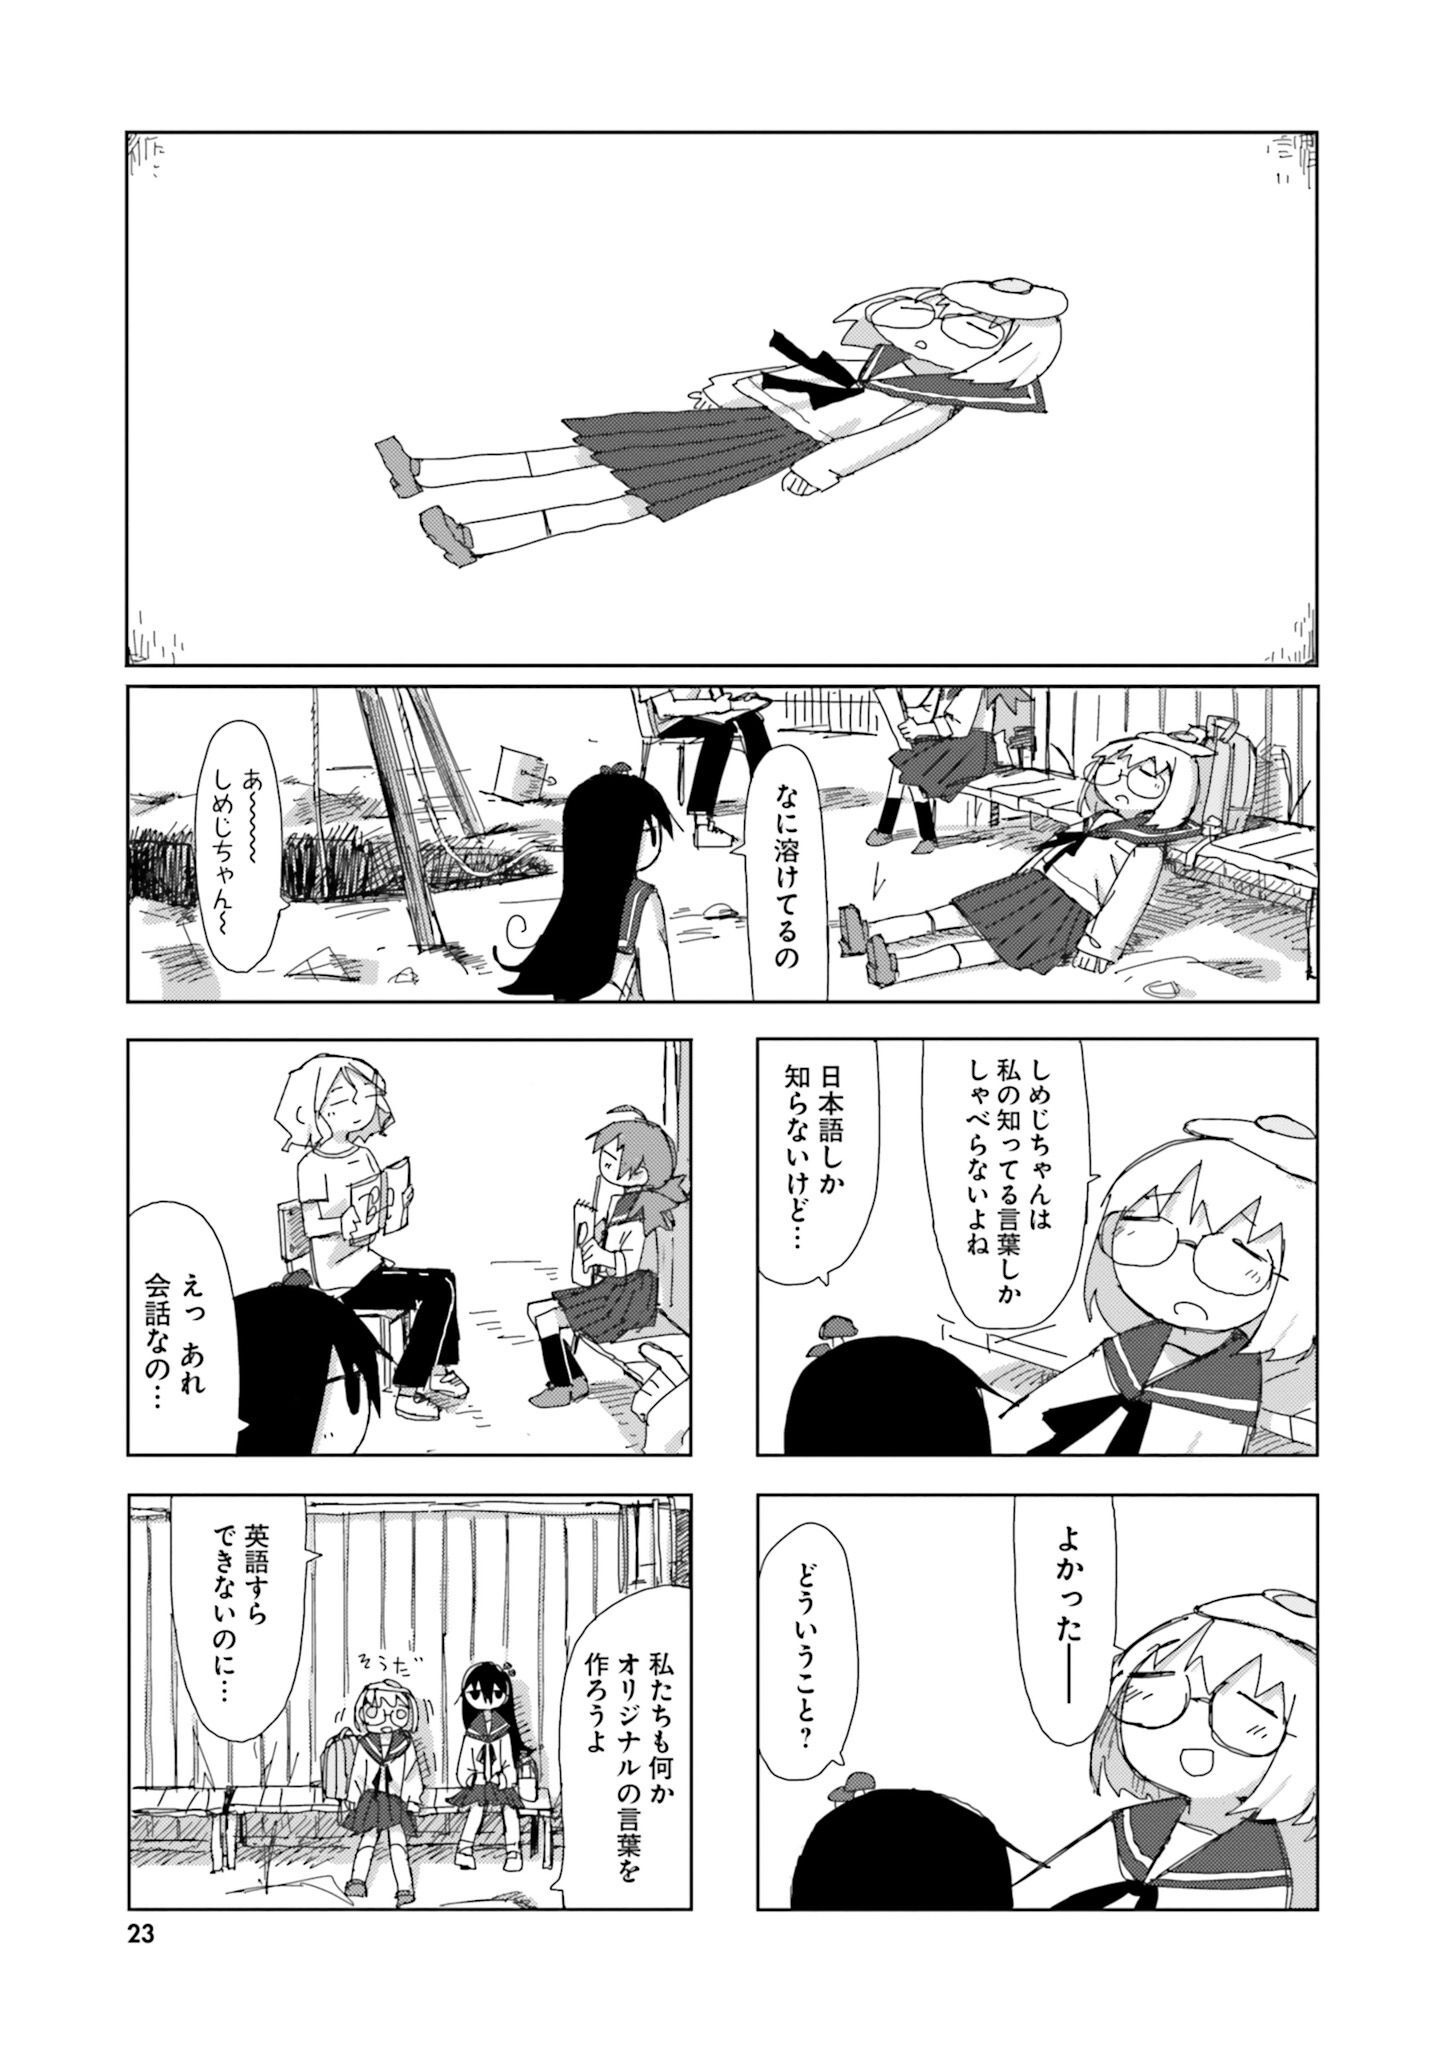 なに溶けてるの
あ〜〜〜〜
しめじちゃん〜
しめじちゃんは
私の知ってる言葉しか
しゃべらないよね
日本語しか
知らないけど…
えっ あれ
会話なの…
よかったー
どういうこと？
私たちも何か
オリジナルの言葉を
作ろうよ
そうだ
英語すら
できないのに…
23